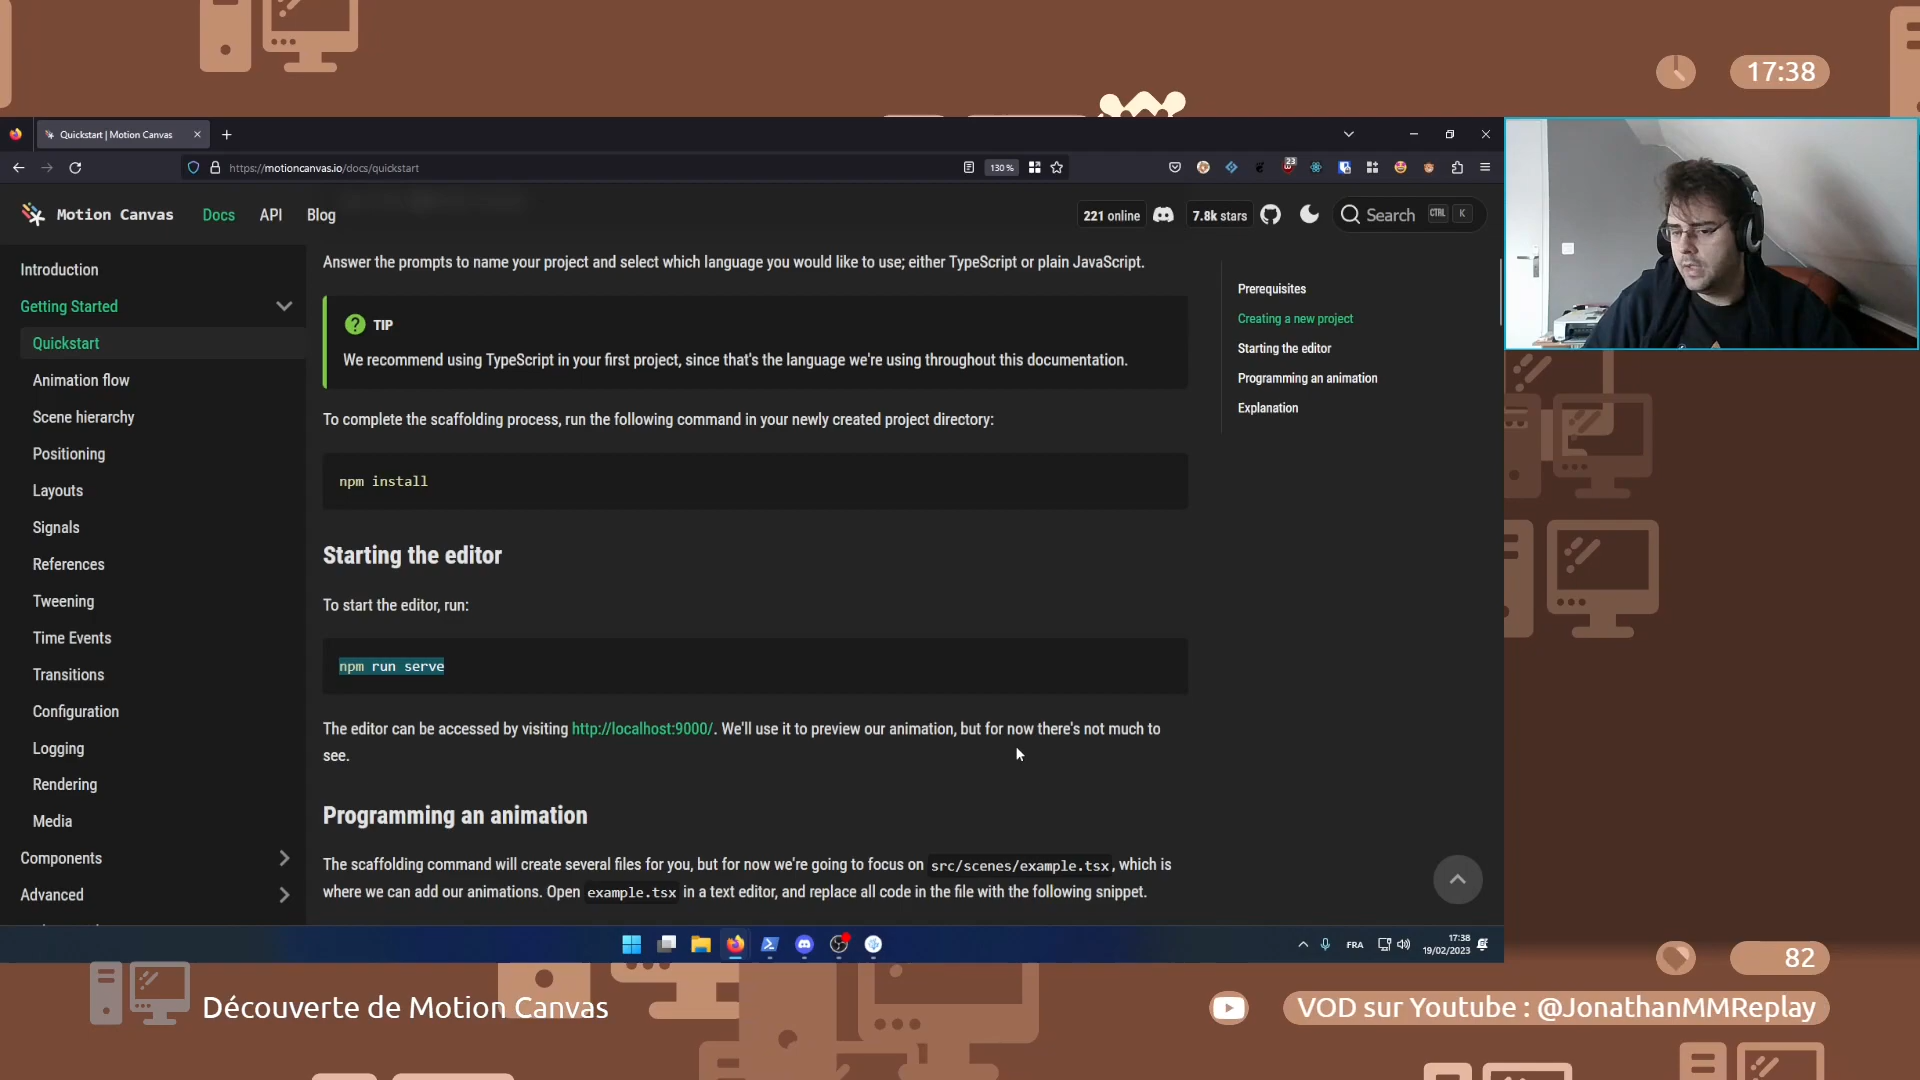 17:38
Quickstart | Motion Canvas
https://motioncanvas.io/docs/quickstart
130%
23
Motion Canvas
Docs
API
Blog
221 online
7.8k stars
Search
CTRL
K
Introduction
Getting Started
Quickstart
Animation flow
Scene hierarchy
Positioning
Layouts
Signals
References
Tweening
Time Events
Transitions
Configuration
Logging
Rendering
Media
Components
Advanced
Answer the prompts to name your project and select which language you would like to use; either TypeScript or plain JavaScript.
TIP
We recommend using TypeScript in your first project, since that's the language we're using throughout this documentation.
To complete the scaffolding process, run the following command in your newly created project directory:
npm install
Starting the editor
To start the editor, run:
npm run serve
The editor can be accessed by visiting http://localhost:9000/. We'll use it to preview our animation, but for now there's not much to
see.
Programming an animation
The scaffolding command will create several files for you, but for now we're going to focus on src/scenes/example.tsx, which is
where we can add our animations. Open example.tsx in a text editor, and replace all code in the file with the following snippet.
Prerequisites
Creating a new project
Starting the editor
Programming an animation
Explanation
FRA
17:38
19/02/2023
82
Découverte de Motion Canvas
VOD sur Youtube : @JonathanMMReplay